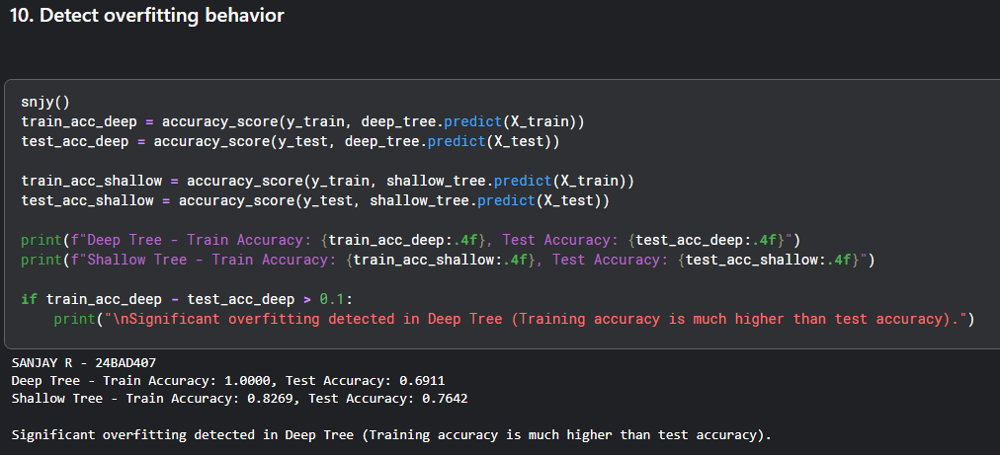 10. Detect overfitting behavior
snjy()
train_acc_deep = accuracy_score(y_train, deep_tree.predict(X_train))
test_acc_deep = accuracy_score(y_test, deep_tree.predict(X_test))
train_acc_shallow = accuracy_score(y_train, shallow_tree.predict(X_train))
test_acc_shallow = accuracy_score(y_test, shallow_tree.predict(X_test))
print(f"Deep Tree - Train Accuracy: {train_acc_deep:.4f}, Test Accuracy: {test_acc_deep:.4f}")
print(f"Shallow Tree - Train Accuracy: {train_acc_shallow:.4f}, Test Accuracy: {test_acc_shallow:.4f}")
if train_acc_deep - test_acc_deep > 0.1:
    print("\nSignificant overfitting detected in Deep Tree (Training accuracy is much higher than test accuracy).")
SANJAY R - 24BAD407
Deep Tree - Train Accuracy: 1.0000, Test Accuracy: 0.6911
Shallow Tree - Train Accuracy: 0.8269, Test Accuracy: 0.7642
Significant overfitting detected in Deep Tree (Training accuracy is much higher than test accuracy).